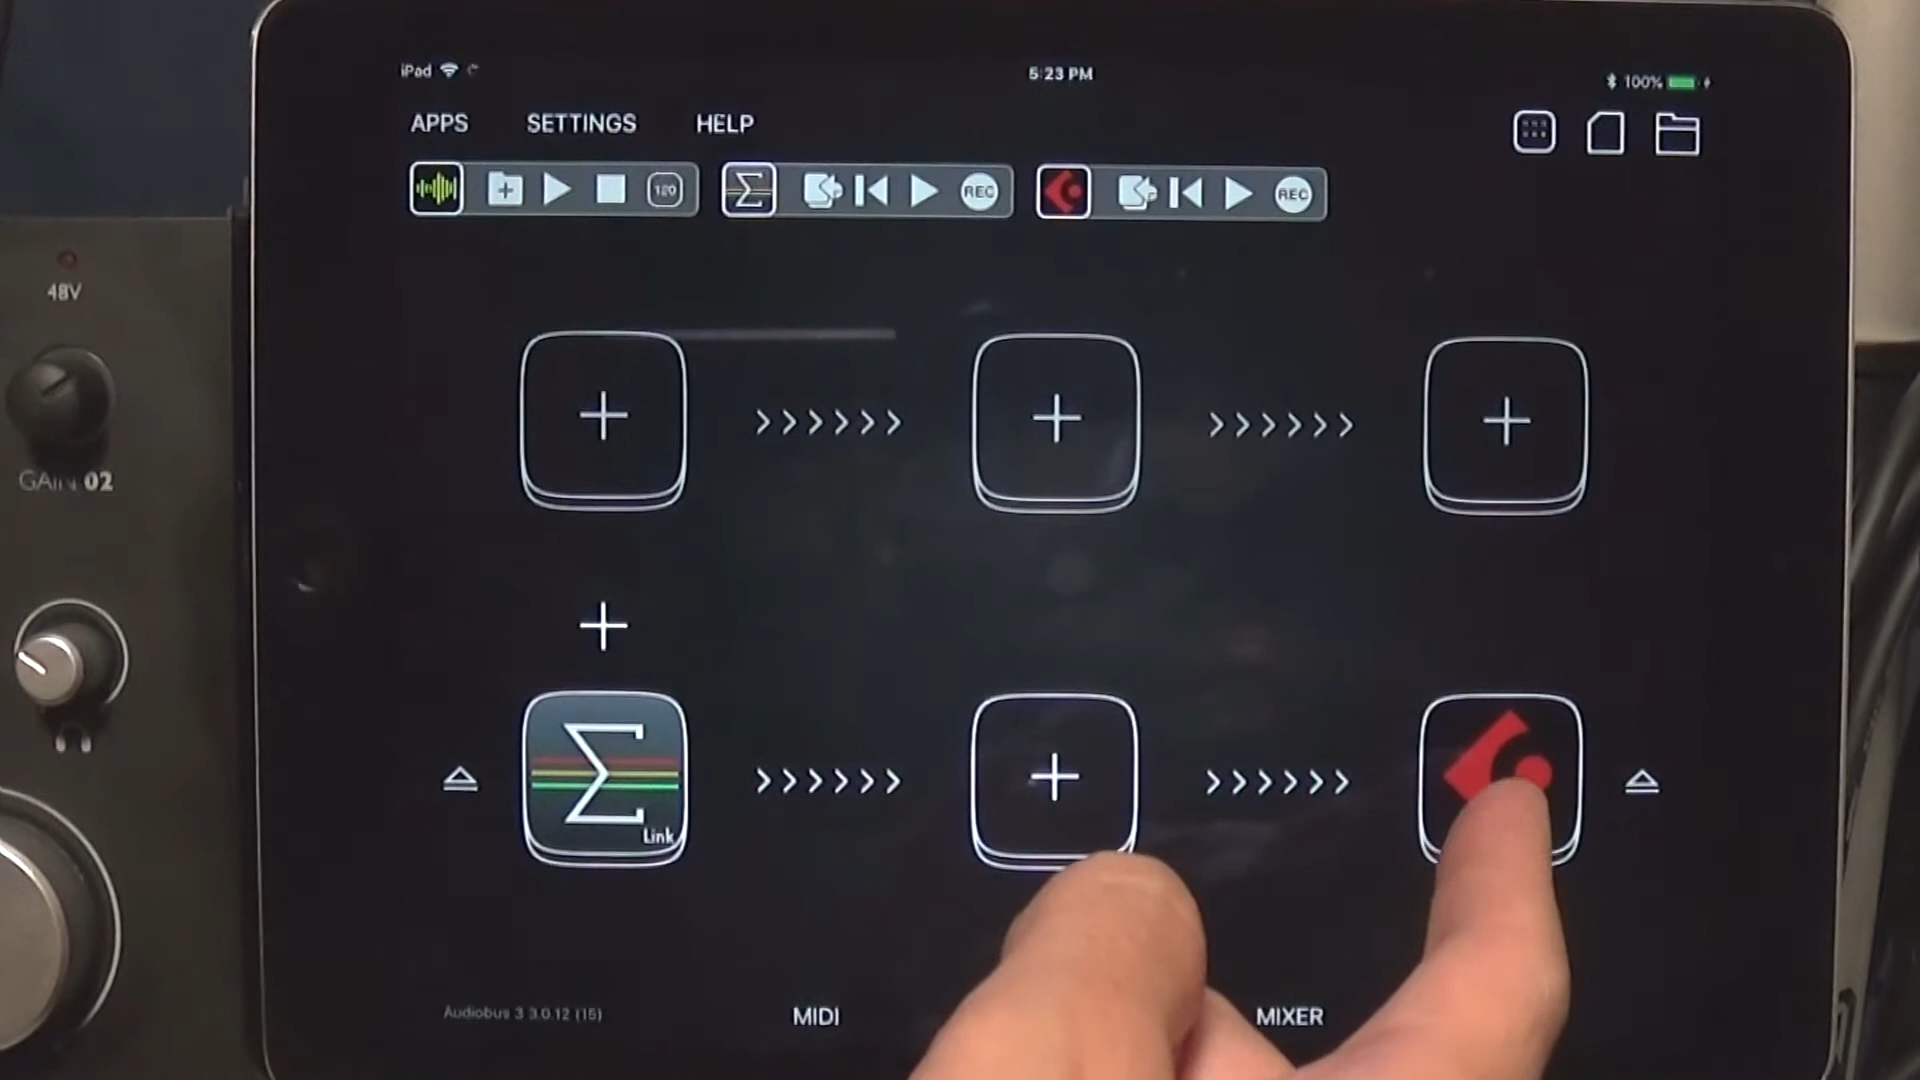 iPad
5:23 PM
100%
APPS
SETTINGS
HELP
120
REC
REC
48V
GAIN 02
Σ
Link
Audiobus 3 3.0.12 (15)
MIDI
MIXER